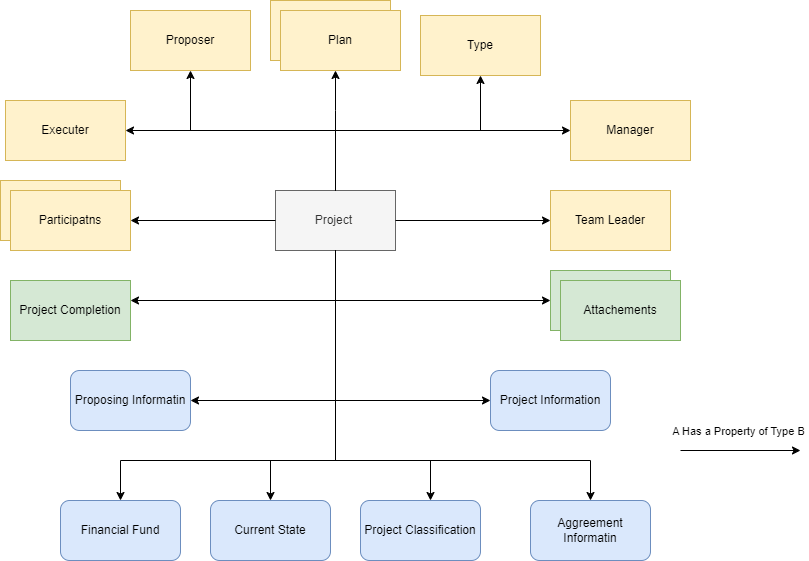 Proposer
Plan
Type
Executer
Manager
Participatns
Project
Team Leader
Project Completion
Attachements
Proposing Informatin
Project Information
A Has a Property of Type B
Financial Fund
Current State
Project Classification
Aggreement
Informatin